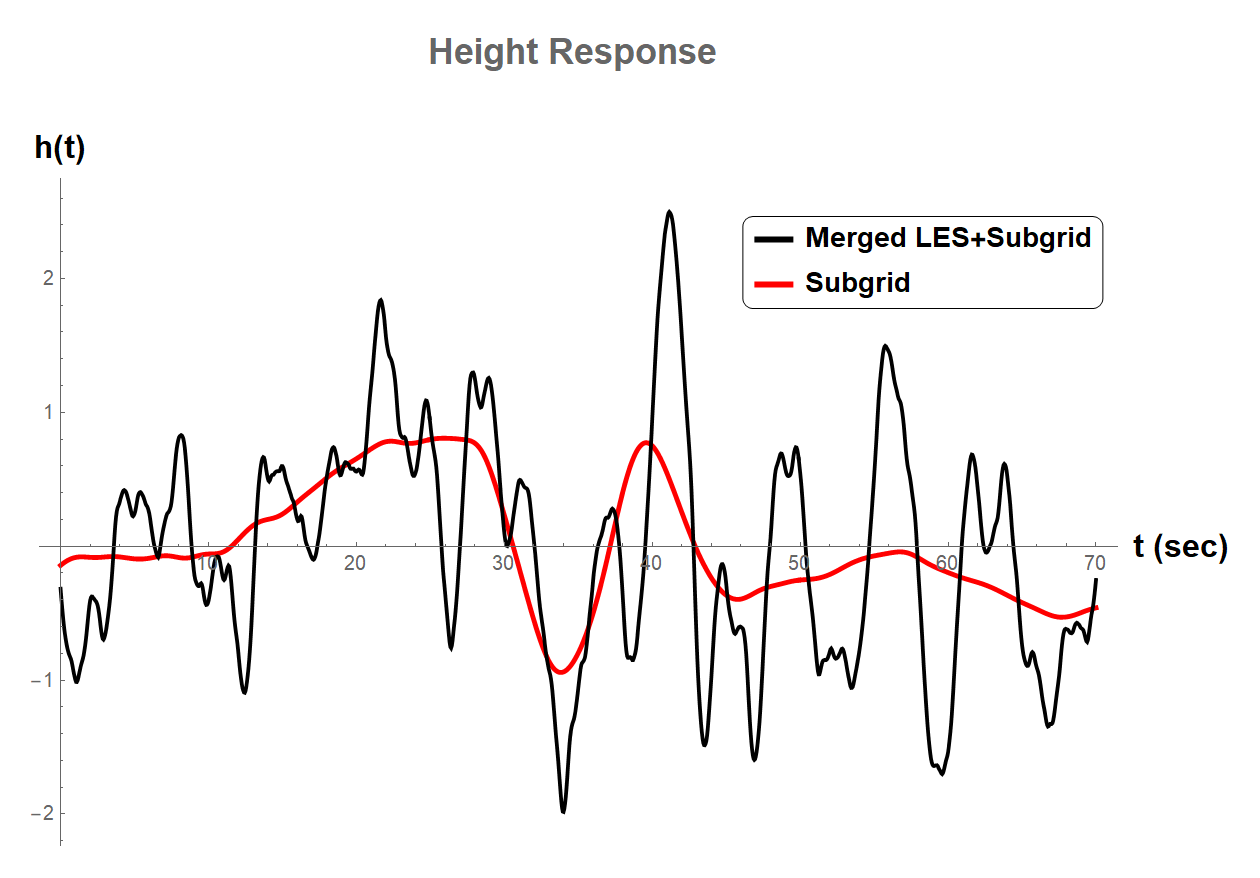 Height Response
h(t)
Merged LES+Subgrid
Subgrid
2
1
t (sec)
10 20 30 40 50 60 70
−1
−2